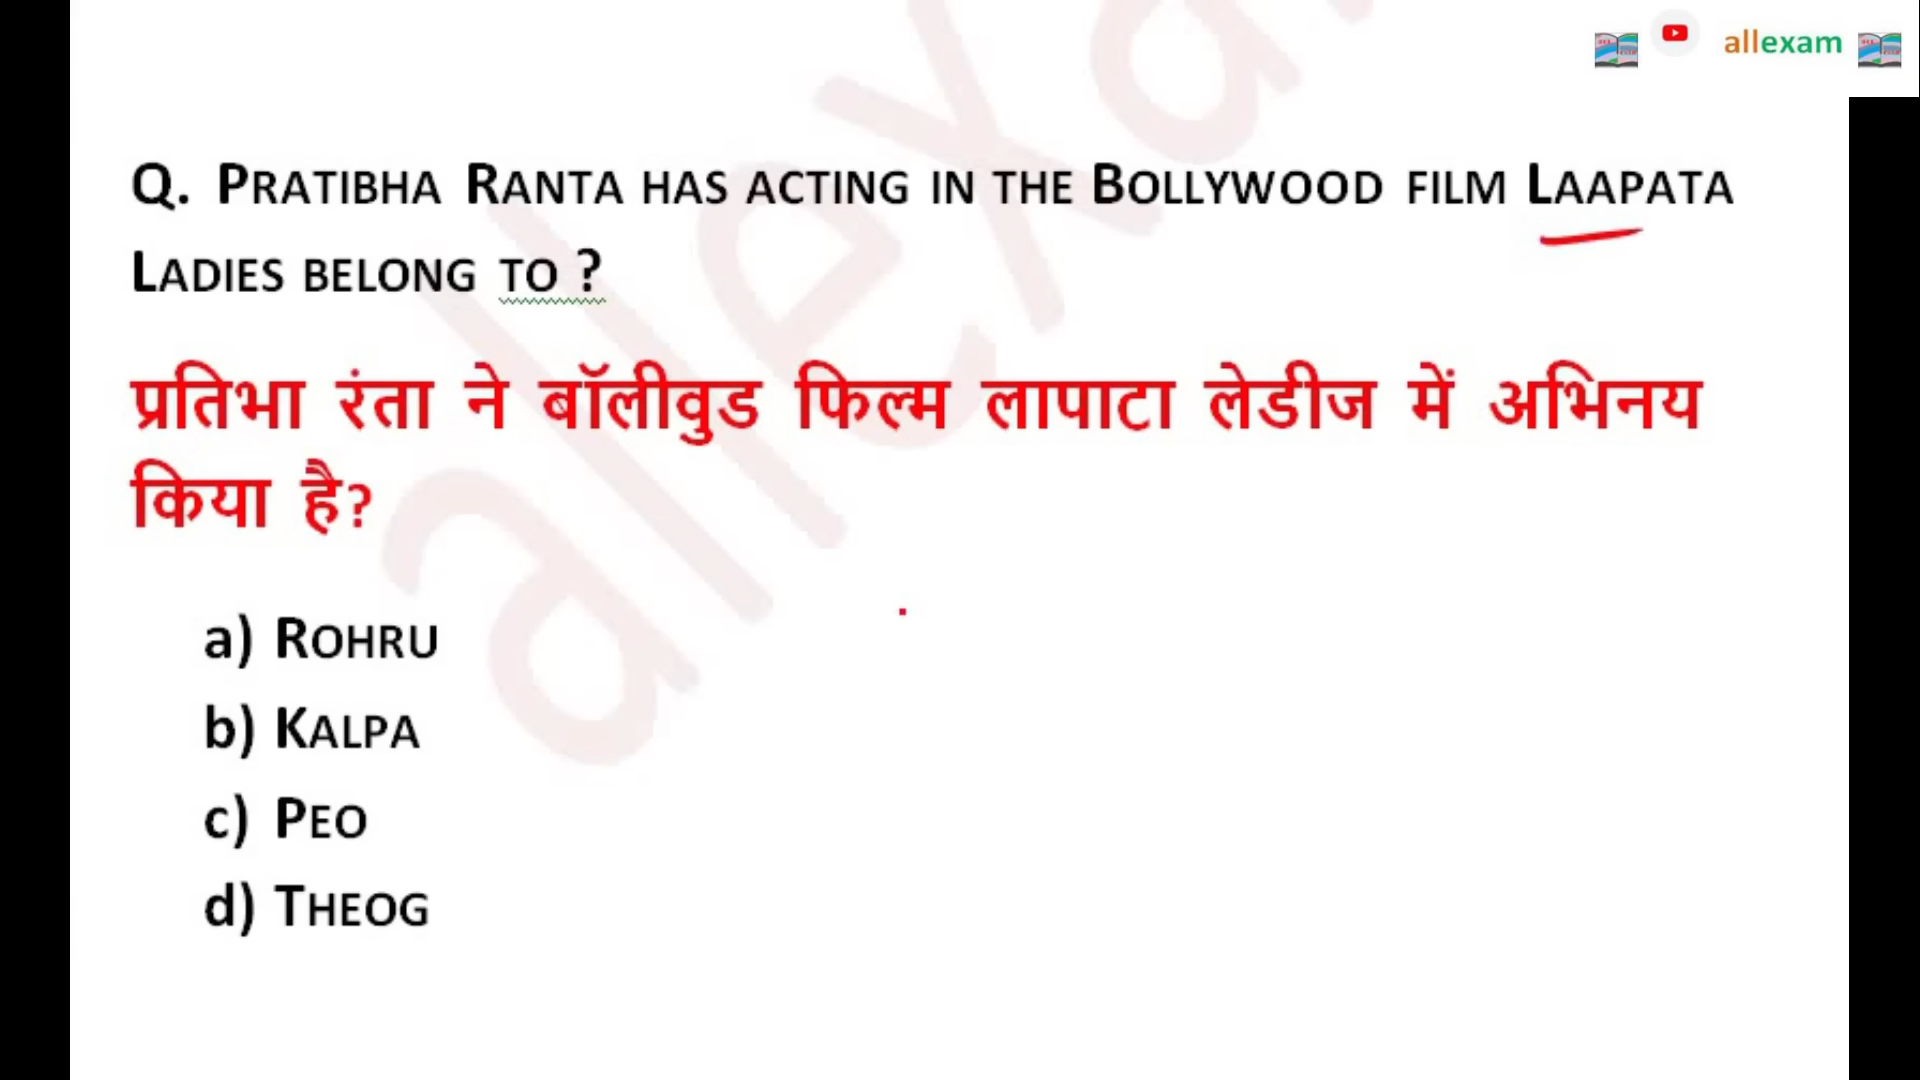 allexam
Q. Pratibha Ranta has acting in the Bollywood film Laapata
Ladies belong to ?
प्रतिभा रंता ने बॉलीवुड फिल्म लापाटा लेडीज में अभिनय
किया है?
a) Rohru
b) Kalpa
c) Peo
d) Theog
allexam